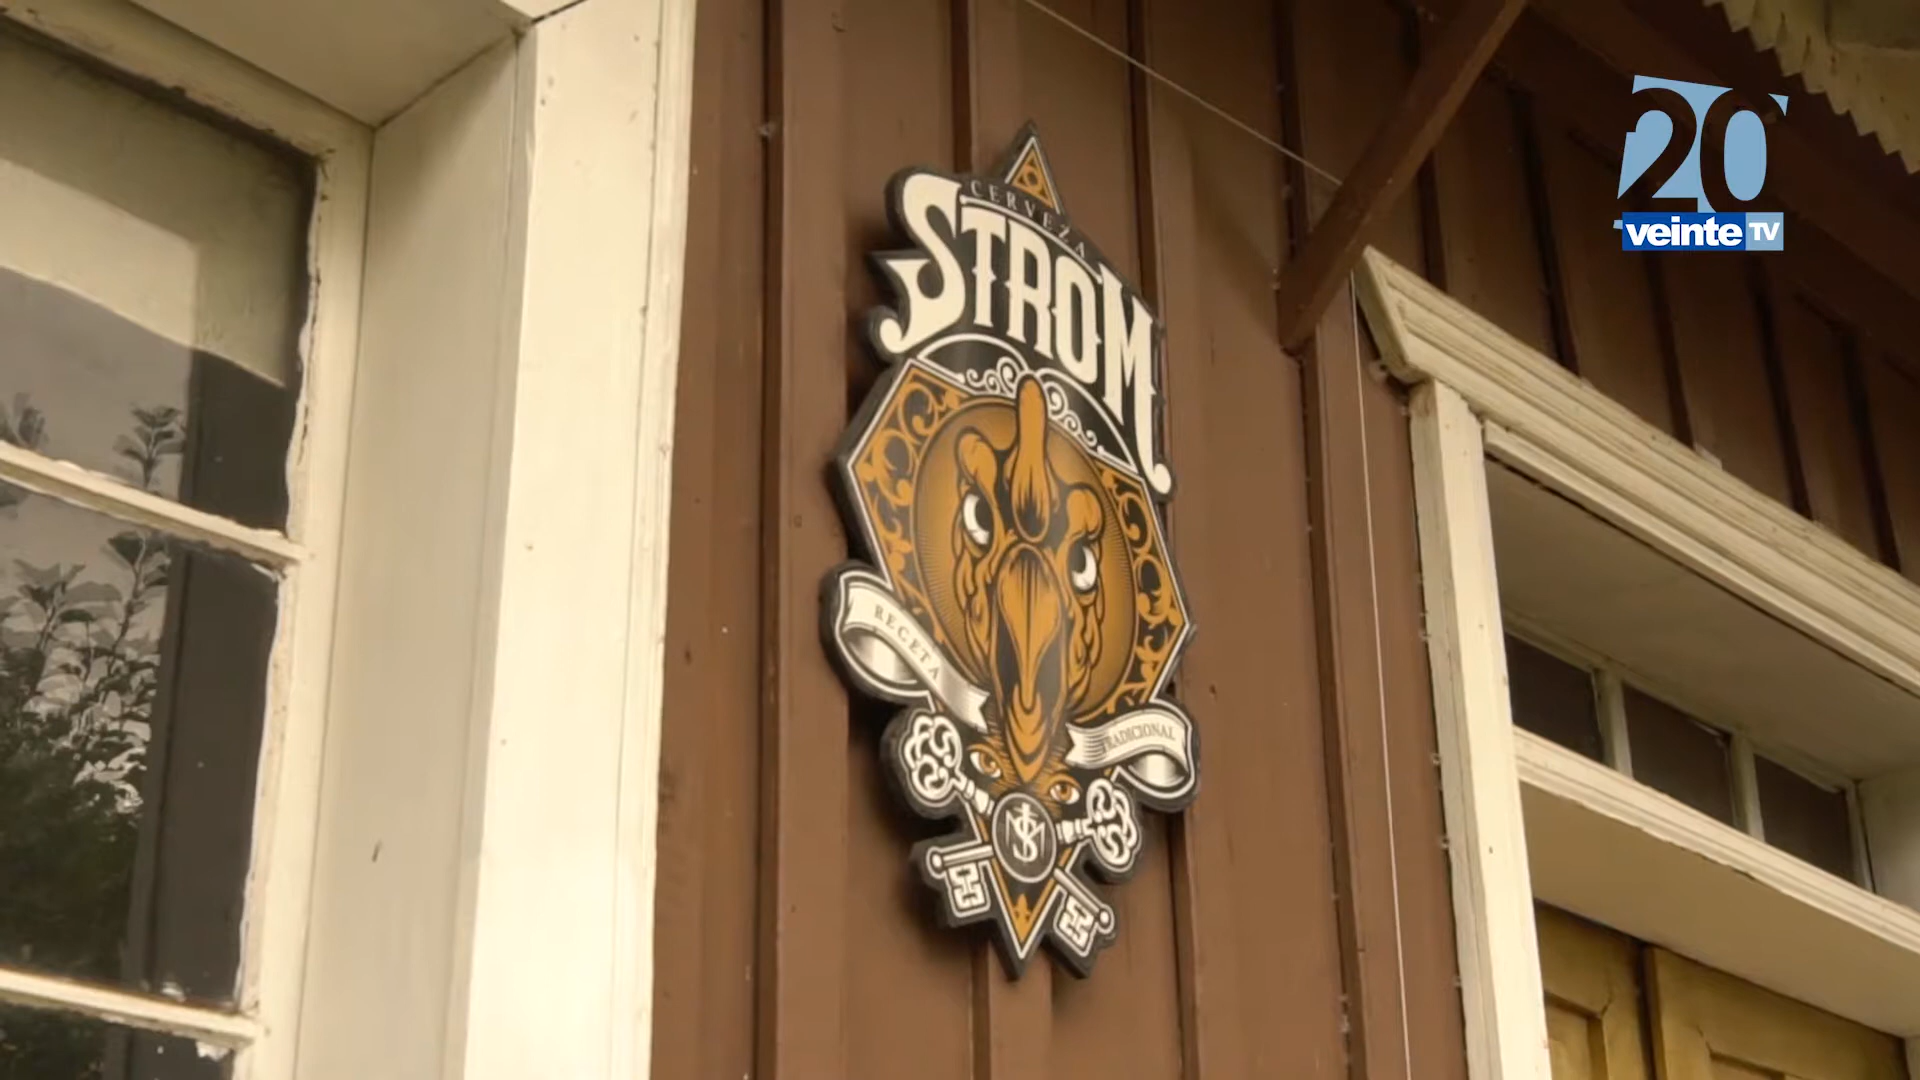 CERVEZA
STROM
RECETA
TRADICIONAL
20
veinte TV